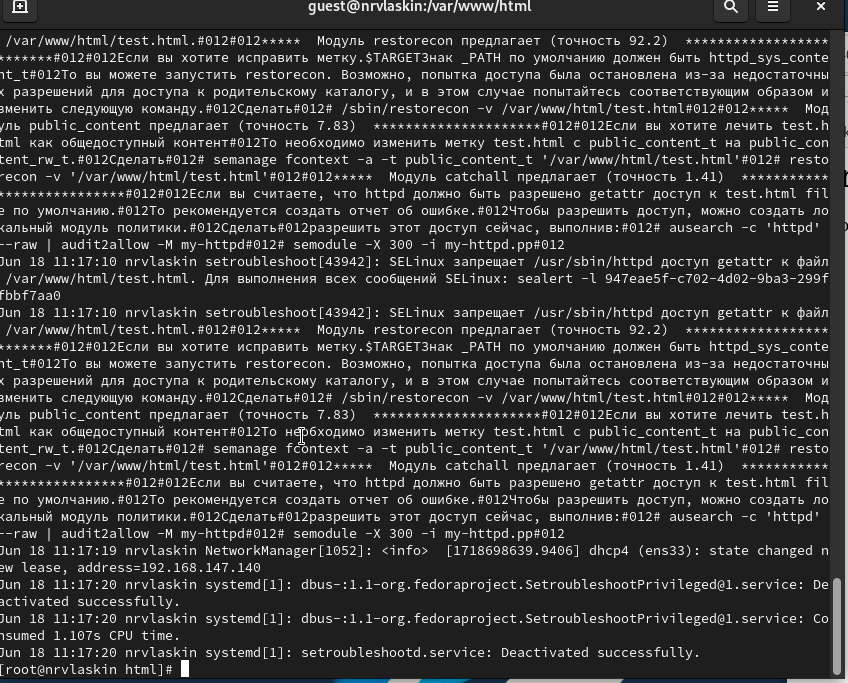 guest@nrvlaskin:/var/www/html
/var/www/html/test.html.#012#012*****  Модуль restorecon предлагает (точность 92.2)  ******************
*******#012#012Если вы хотите исправить метку.$TARGETЗнак _PATH по умолчанию должен быть httpd_sys_conte
nt_t#012То вы можете запустить restorecon. Возможно, попытка доступа была остановлена из-за недостаточны
х разрешений для доступа к родительскому каталогу, и в этом случае попытайтесь соответствующим образом и
зменить следующую команду.#012Сделать#012# /sbin/restorecon -v /var/www/html/test.html#012#012*****  Мод
уль public_content предлагает (точность 7.83)  *********************#012#012Если вы хотите лечить test.h
tml как общедоступный контент#012То необходимо изменить метку test.html с public_content_t на public_con
tent_rw_t.#012Сделать#012# semanage fcontext -a -t public_content_t '/var/www/html/test.html'#012# resto
recon -v '/var/www/html/test.html'#012#012*****  Модуль catchall предлагает (точность 1.41)  ***********
****************#012#012Если вы считаете, что httpd должно быть разрешено getattr доступ к test.html fil
e по умолчанию.#012То рекомендуется создать отчет об ошибке.#012Чтобы разрешить доступ, можно создать ло
кальный модуль политики.#012Сделать#012разрешить этот доступ сейчас, выполнив:#012# ausearch -c 'httpd'
--raw | audit2allow -M my-httpd#012# semodule -X 300 -i my-httpd.pp#012
Jun 18 11:17:10 nrvlaskin setroubleshoot[43942]: SELinux запрещает /usr/sbin/httpd доступ getattr к файл
/var/www/html/test.html. Для выполнения всех сообщений SELinux: sealert -l 947eae5f-c702-4d02-9ba3-299f
fbbf7aa0
Jun 18 11:17:10 nrvlaskin setroubleshoot[43942]: SELinux запрещает /usr/sbin/httpd доступ getattr к файл
/var/www/html/test.html.#012#012*****  Модуль restorecon предлагает (точность 92.2)  ******************
*******#012#012Если вы хотите исправить метку.$TARGETЗнак _PATH по умолчанию должен быть httpd_sys_conte
nt_t#012То вы можете запустить restorecon. Возможно, попытка доступа была остановлена из-за недостаточны
х разрешений для доступа к родительскому каталогу, и в этом случае попытайтесь соответствующим образом и
зменить следующую команду.#012Сделать#012# /sbin/restorecon -v /var/www/html/test.html#012#012*****  Мод
уль public_content предлагает (точность 7.83)  *********************#012#012Если вы хотите лечить test.h
tml как общедоступный контент#012То необходимо изменить метку test.html с public_content_t на public_con
tent_rw_t.#012Сделать#012# semanage fcontext -a -t public_content_t '/var/www/html/test.html'#012# resto
recon -v '/var/www/html/test.html'#012#012*****  Модуль catchall предлагает (точность 1.41)  ***********
****************#012#012Если вы считаете, что httpd должно быть разрешено getattr доступ к test.html fil
e по умолчанию.#012То рекомендуется создать отчет об ошибке.#012Чтобы разрешить доступ, можно создать ло
кальный модуль политики.#012Сделать#012разрешить этот доступ сейчас, выполнив:#012# ausearch -c 'httpd'
--raw | audit2allow -M my-httpd#012# semodule -X 300 -i my-httpd.pp#012
Jun 18 11:17:19 nrvlaskin NetworkManager[1052]: <info>  [1718698639.9406] dhcp4 (ens33): state changed n
ew lease, address=192.168.147.140
Jun 18 11:17:20 nrvlaskin systemd[1]: dbus-:1.1-org.fedoraproject.SetroubleshootPrivileged@1.service: De
activated successfully.
Jun 18 11:17:20 nrvlaskin systemd[1]: dbus-:1.1-org.fedoraproject.SetroubleshootPrivileged@1.service: Co
nsumed 1.107s CPU time.
Jun 18 11:17:20 nrvlaskin systemd[1]: setroubleshootd.service: Deactivated successfully.
[root@nrvlaskin html]#